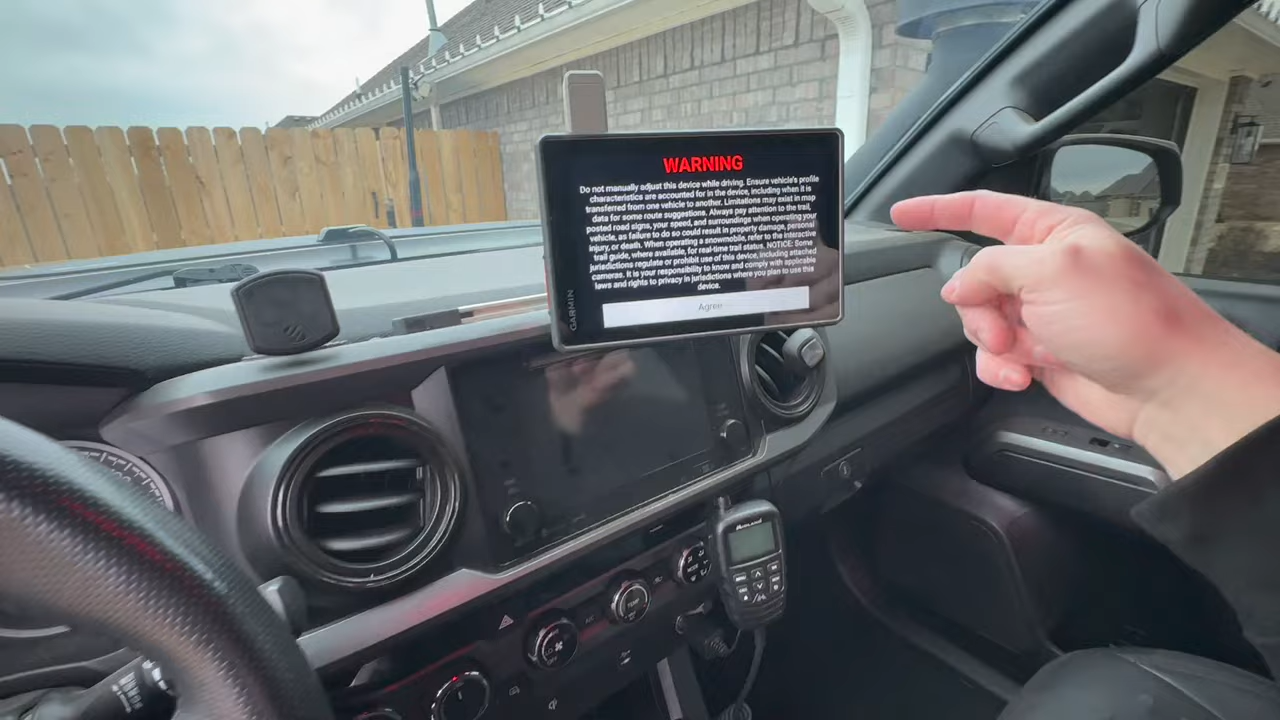 WARNING
Do not manually adjust this device while driving. Ensure vehicle's profile
characteristics are accounted for in the device, including when it is
transferred from one vehicle to another. Limitations may exist in map
data for some route suggestions. Always pay attention to the trail,
posted road signs, your speed, and surroundings when operating your
vehicle, as failure to do so could result in property damage, personal
injury, or death. When operating a snowmobile, refer to the interactive
trail guide, where available, for real-time trail status. NOTICE: Some
jurisdictions regulate or prohibit use of this device, including attached
cameras. It is your responsibility to know and comply with applicable
laws and rights to privacy in jurisdictions where you plan to use this
device.
Agree
GARMIN
Midland
TEMP
MODE
LO
OFF